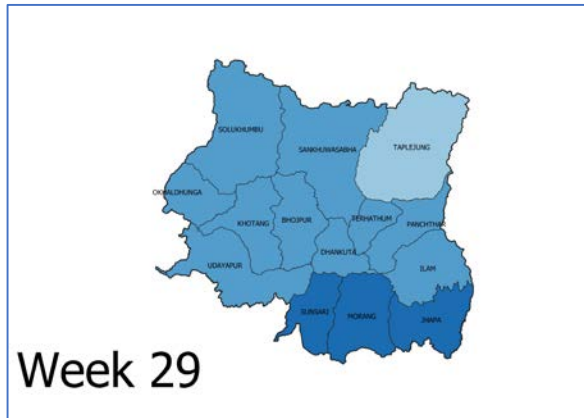 SOLUKHUMBU
TAPLEJUNG
SANKHUWASABHA
OKHALDHUNGA
KHOTANG
BHOJPUR
TERHATHUM
PANCHTHAR
DHANKUTA
UDAYAPUR
ILAM
SUNSARI
MORANG
JHAPA
Week 29